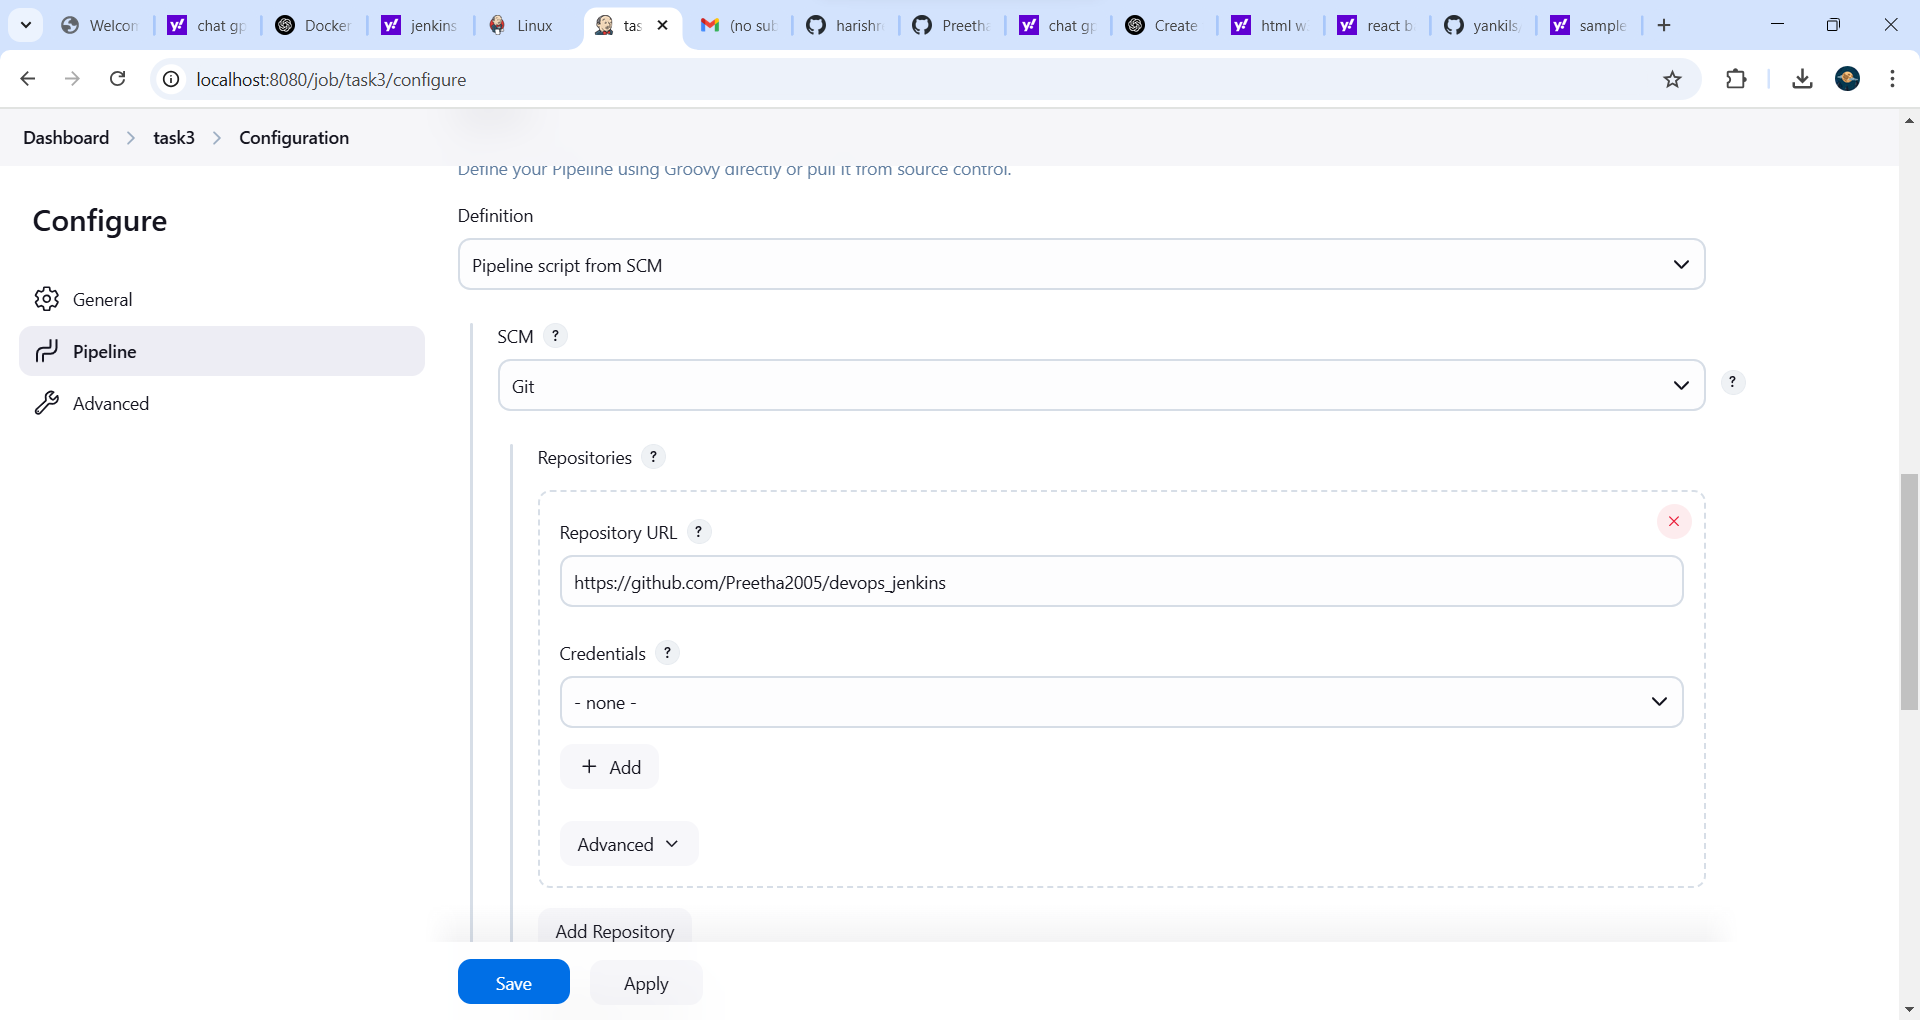 Welcom
chat gp
Docker
jenkins
Linux
tas
(no sub
harishr
Preetha
chat gp
Create
html w
react b
yankils/
sample
localhost:8080/job/task3/configure
Dashboard
task3
Configuration
Define your Pipeline using Groovy directly or pull it from source control.
Configure
General
Pipeline
Advanced
Definition
Pipeline script from SCM
SCM ?
Git
?
Repositories ?
Repository URL ?
https://github.com/Preetha2005/devops_jenkins
Credentials ?
- none -
+ Add
Advanced
Add Repository
Save
Apply